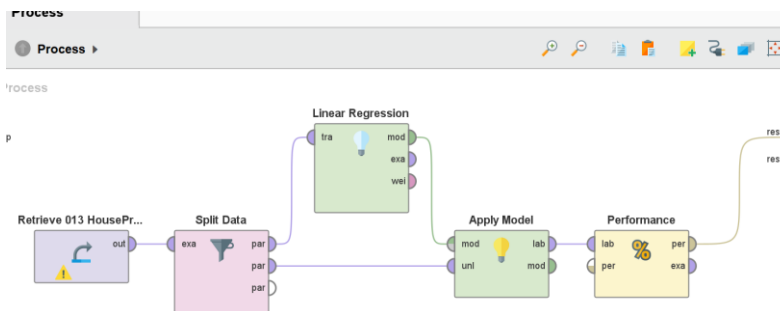 Process
Process
Process
p
res
res
Linear Regression
tra
mod
exa
wei
Retrieve 013 HousePr...
out
Split Data
exa
par
par
par
Apply Model
mod
unl
lab
mod
Performance
lab
per
per
exa
%